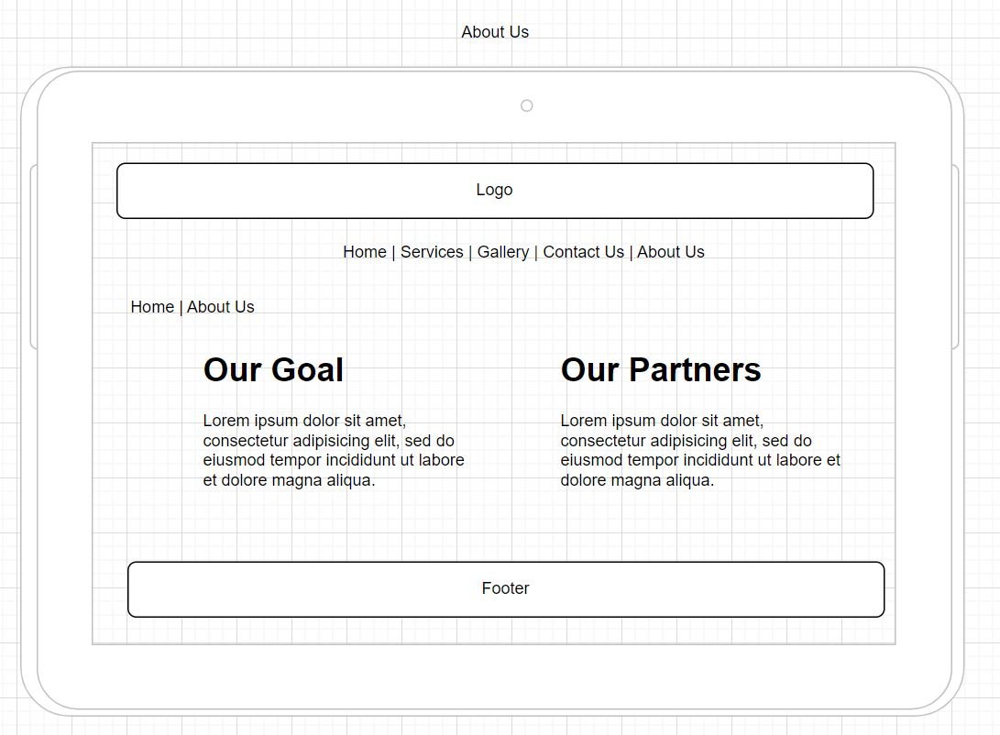 About Us
Logo
Home | Services | Gallery | Contact Us | About Us
Home | About Us
Our Goal
Lorem ipsum dolor sit amet,
consectetur adipisicing elit, sed do
eiusmod tempor incididunt ut labore
et dolore magna aliqua.
Our Partners
Lorem ipsum dolor sit amet,
consectetur adipisicing elit, sed do
eiusmod tempor incididunt ut labore et
dolore magna aliqua.
Footer